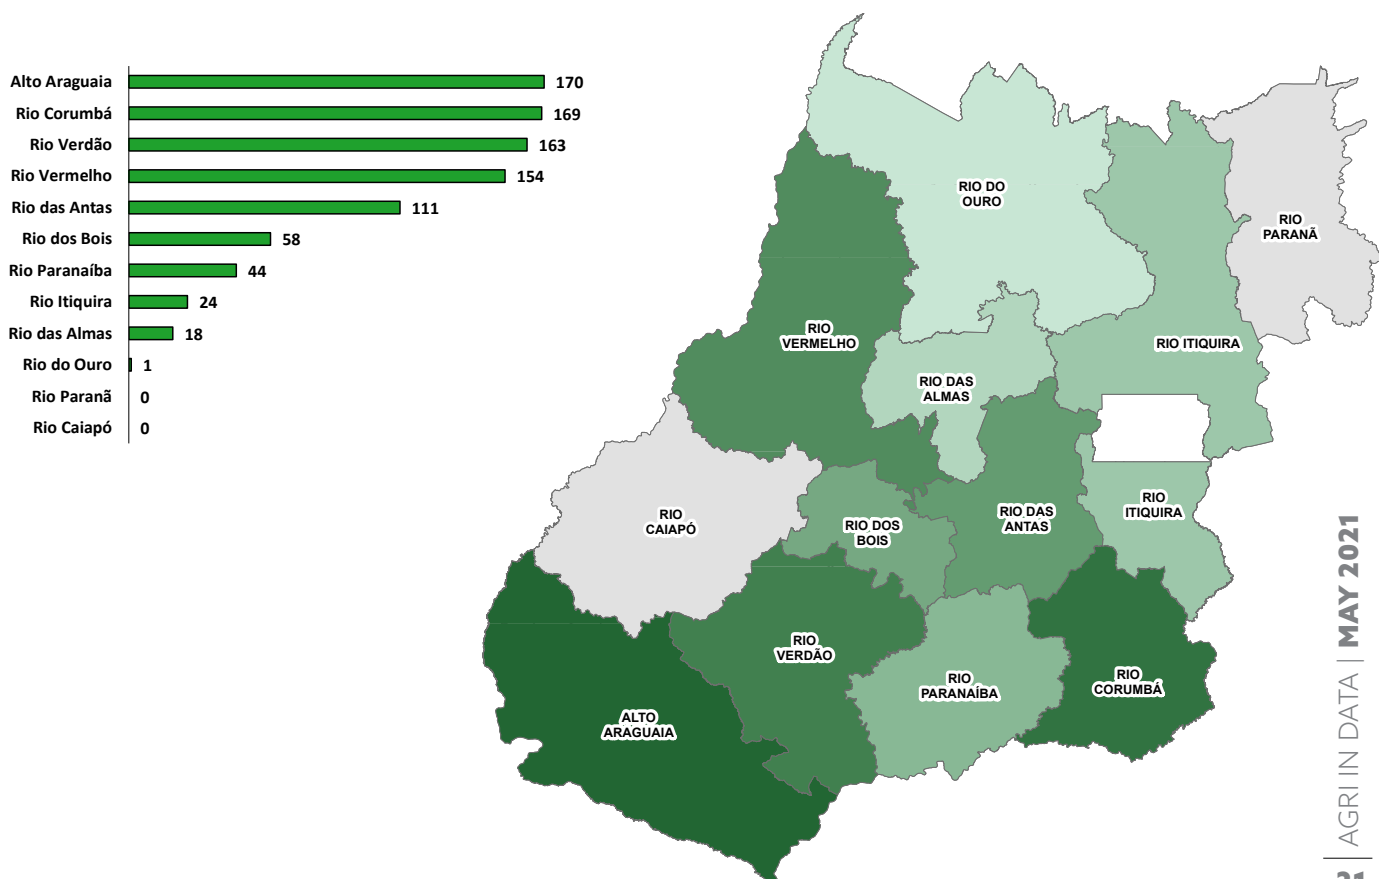 Alto Araguaia 170
Rio Corumbá 169
Rio Verdão 163
Rio Vermelho 154
Rio das Antas 111
Rio dos Bois 58
Rio Paranaíba 44
Rio Itiquira 24
Rio das Almas 18
Rio do Ouro 1
Rio Paranã 0
Rio Caiapó 0
RIO DO
OURO
RIO
PARANÃ
RIO
VERMELHO
RIO ITIQUIRA
RIO DAS
ALMAS
RIO
CAIAPÓ
RIO DOS
BOIS
RIO DAS
ANTAS
RIO
ITIQUIRA
RIO
VERDÃO
RIO
PARANAÍBA
RIO
CORUMBÁ
ALTO
ARAGUAIA
| AGRI IN DATA | MAY 2021